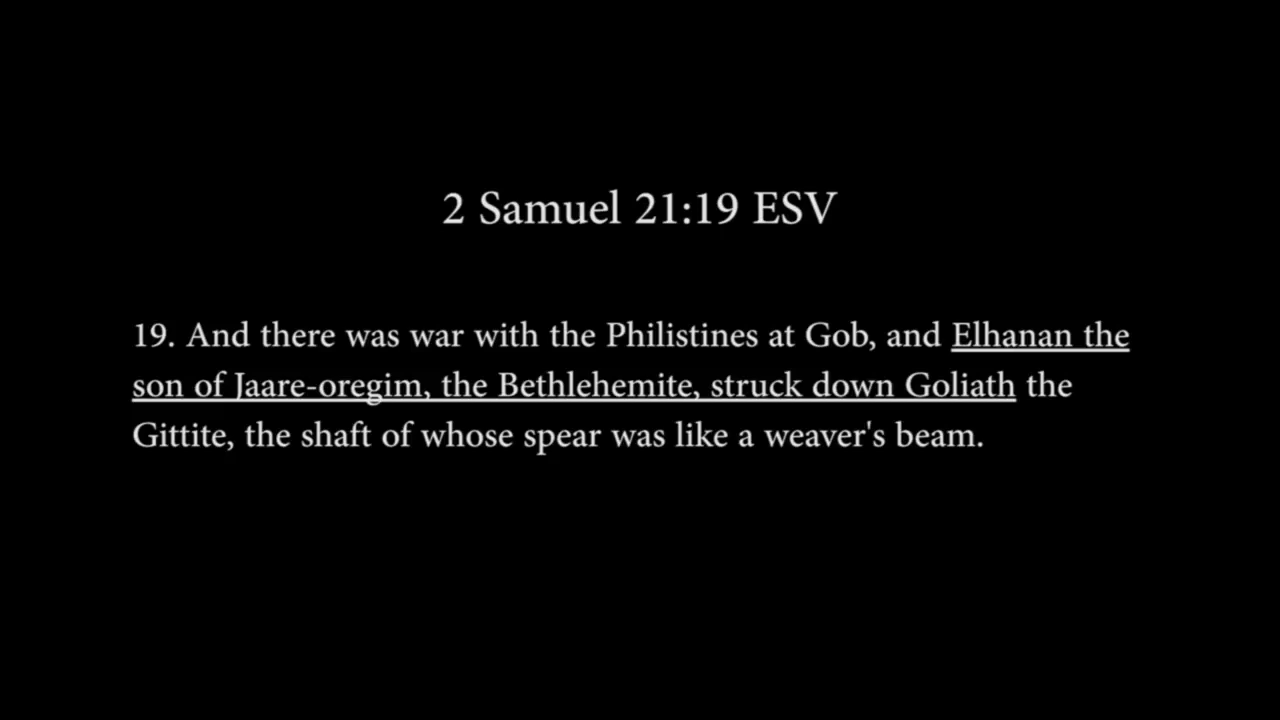 2 Samuel 21:19 ESV
19. And there was war with the Philistines at Gob, and Elhanan the
son of Jaare-oregim, the Bethlehemite, struck down Goliath the
Gittite, the shaft of whose spear was like a weaver's beam.